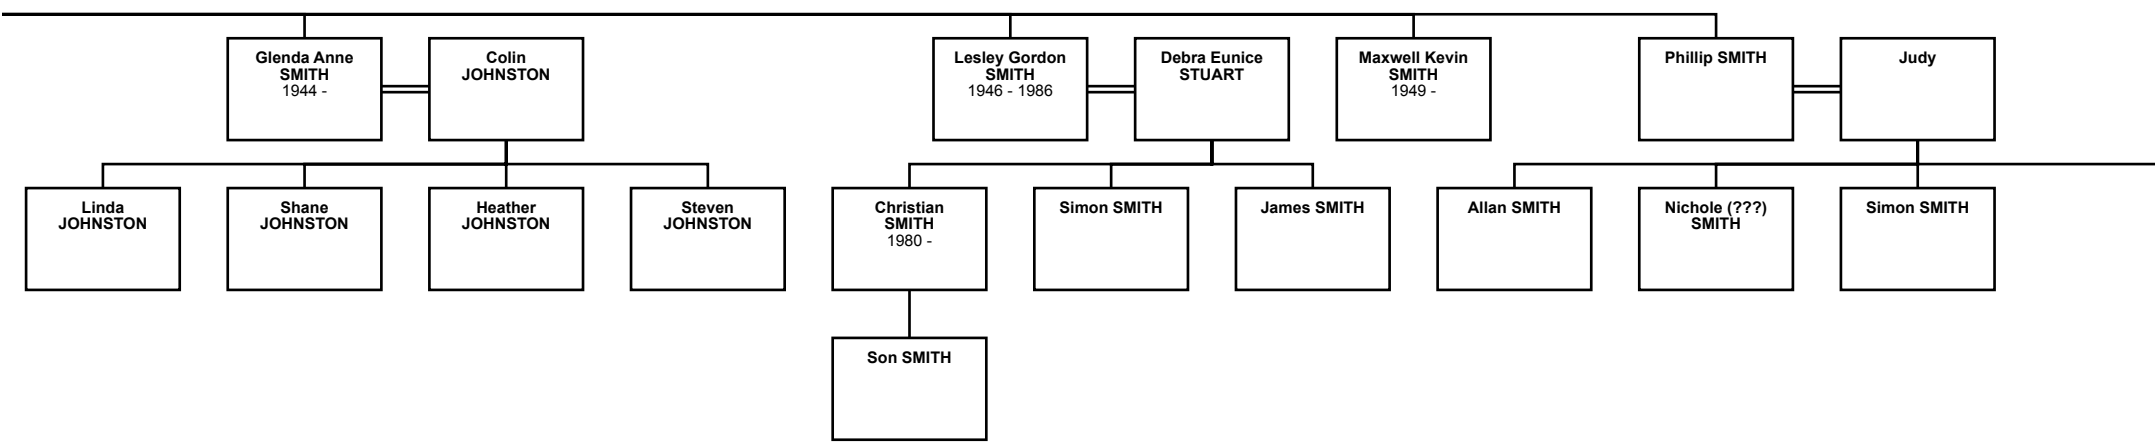 Glenda Anne
SMITH
1944 -
Colin
JOHNSTON
Lesley Gordon
SMITH
1946 - 1986
Debra Eunice
STUART
Maxwell Kevin
SMITH
1949 -
Phillip SMITH
Judy
Linda
JOHNSTON
Shane
JOHNSTON
Heather
JOHNSTON
Steven
JOHNSTON
Christian
SMITH
1980 -
Simon SMITH
James SMITH
Allan SMITH
Nichole (???)
SMITH
Simon SMITH
Son SMITH